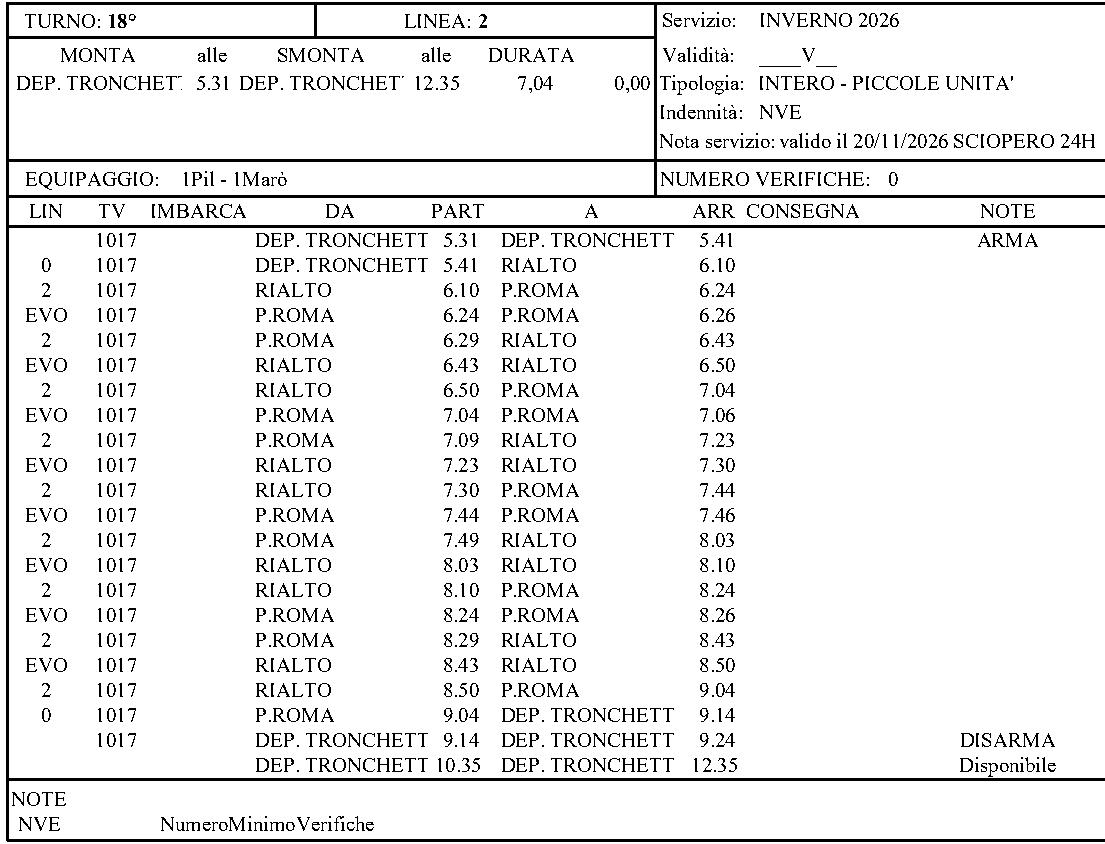 TURNO: 18° LINEA: 2 Servizio: INVERNO 2026
MONTA alle SMONTA alle DURATA Validità: ____V__
DEP. TRONCHETT 5.31 DEP. TRONCHET 12.35 7,04 0,00 Tipologia: INTERO - PICCOLE UNITA'
Indennità: NVE
Nota servizio: valido il 20/11/2026 SCIOPERO 24H
EQUIPAGGIO: 1Pil - 1Marò NUMERO VERIFICHE: 0
LIN TV IMBARCA DA PART A ARR CONSEGNA NOTE
1017 DEP. TRONCHETT 5.31 DEP. TRONCHETT 5.41 ARMA
0 1017 DEP. TRONCHETT 5.41 RIALTO 6.10
2 1017 RIALTO 6.10 P.ROMA 6.24
EVO 1017 P.ROMA 6.24 P.ROMA 6.26
2 1017 P.ROMA 6.29 RIALTO 6.43
EVO 1017 RIALTO 6.43 RIALTO 6.50
2 1017 RIALTO 6.50 P.ROMA 7.04
EVO 1017 P.ROMA 7.04 P.ROMA 7.06
2 1017 P.ROMA 7.09 RIALTO 7.23
EVO 1017 RIALTO 7.23 RIALTO 7.30
2 1017 RIALTO 7.30 P.ROMA 7.44
EVO 1017 P.ROMA 7.44 P.ROMA 7.46
2 1017 P.ROMA 7.49 RIALTO 8.03
EVO 1017 RIALTO 8.03 RIALTO 8.10
2 1017 RIALTO 8.10 P.ROMA 8.24
EVO 1017 P.ROMA 8.24 P.ROMA 8.26
2 1017 P.ROMA 8.29 RIALTO 8.43
EVO 1017 RIALTO 8.43 RIALTO 8.50
2 1017 RIALTO 8.50 P.ROMA 9.04
0 1017 P.ROMA 9.04 DEP. TRONCHETT 9.14
1017 DEP. TRONCHETT 9.14 DEP. TRONCHETT 9.24 DISARMA
DEP. TRONCHETT 10.35 DEP. TRONCHETT 12.35 Disponibile
NOTE
NVE NumeroMinimoVerifiche